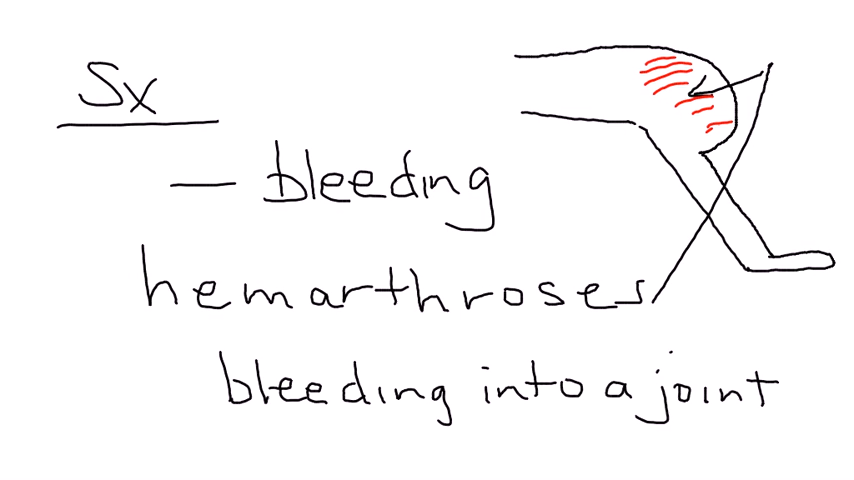 Sx
— bleeding
hemarthroses
bleeding into a joint